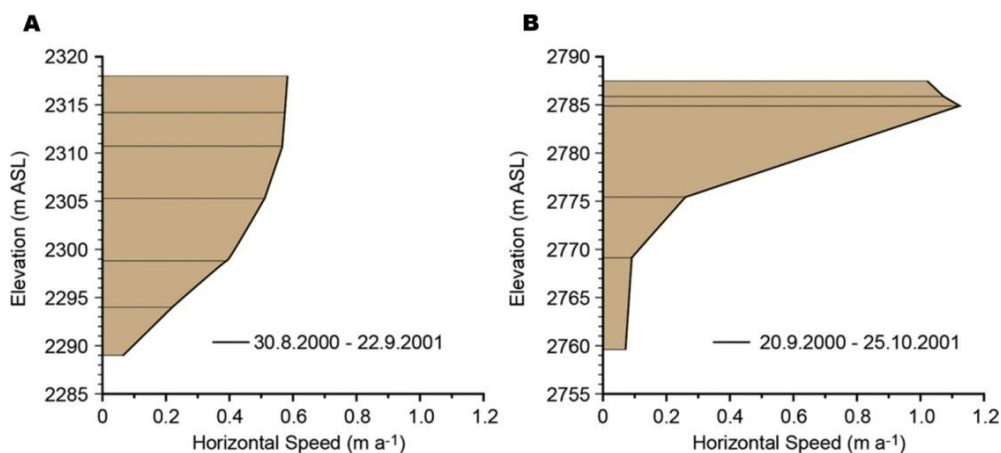 A
2320
2315
2310
2305
2300
2295
2290
2285
Elevation (m ASL)
30.8.2000 - 22.9.2001
0 0.2 0.4 0.6 0.8 1.0 1.2
Horizontal Speed (m a-1)
B
2790
2785
2780
2775
2770
2765
2760
2755
Elevation (m ASL)
20.9.2000 - 25.10.2001
0 0.2 0.4 0.6 0.8 1.0 1.2
Horizontal Speed (m a-1)